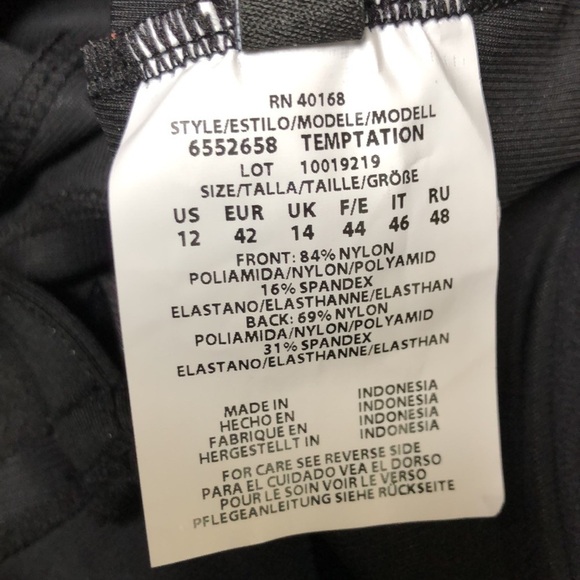 RN 40168
STYLE/ESTILO/MODELE/MODELL
6552658 TEMPTATION
LOT 10019219
SIZE/TALLA/TAILLE/GRÖßE
US EUR UK F/E IT RU
12 42 14 44 46 48
FRONT: 84% NYLON
POLIAMIDA/NYLON/POLYAMID
16% SPANDEX
ELASTANO/ELASTHANNE/ELASTHAN
BACK: 69% NYLON
POLIAMIDA/NYLON/POLYAMID
31% SPANDEX
ELASTANO/ELASTHANNE/ELASTHAN
MADE IN INDONESIA
HECHO EN INDONESIA
FABRIQUE EN INDONESIA
HERGESTELLT IN INDONESIA
FOR CARE SEE REVERSE SIDE
PARA EL CUIDADO VEA EL DORSO
POUR LE SOIN VOIR LE VERSO
PFLEGEANLEITUNG SIEHE RÜCKSEITE